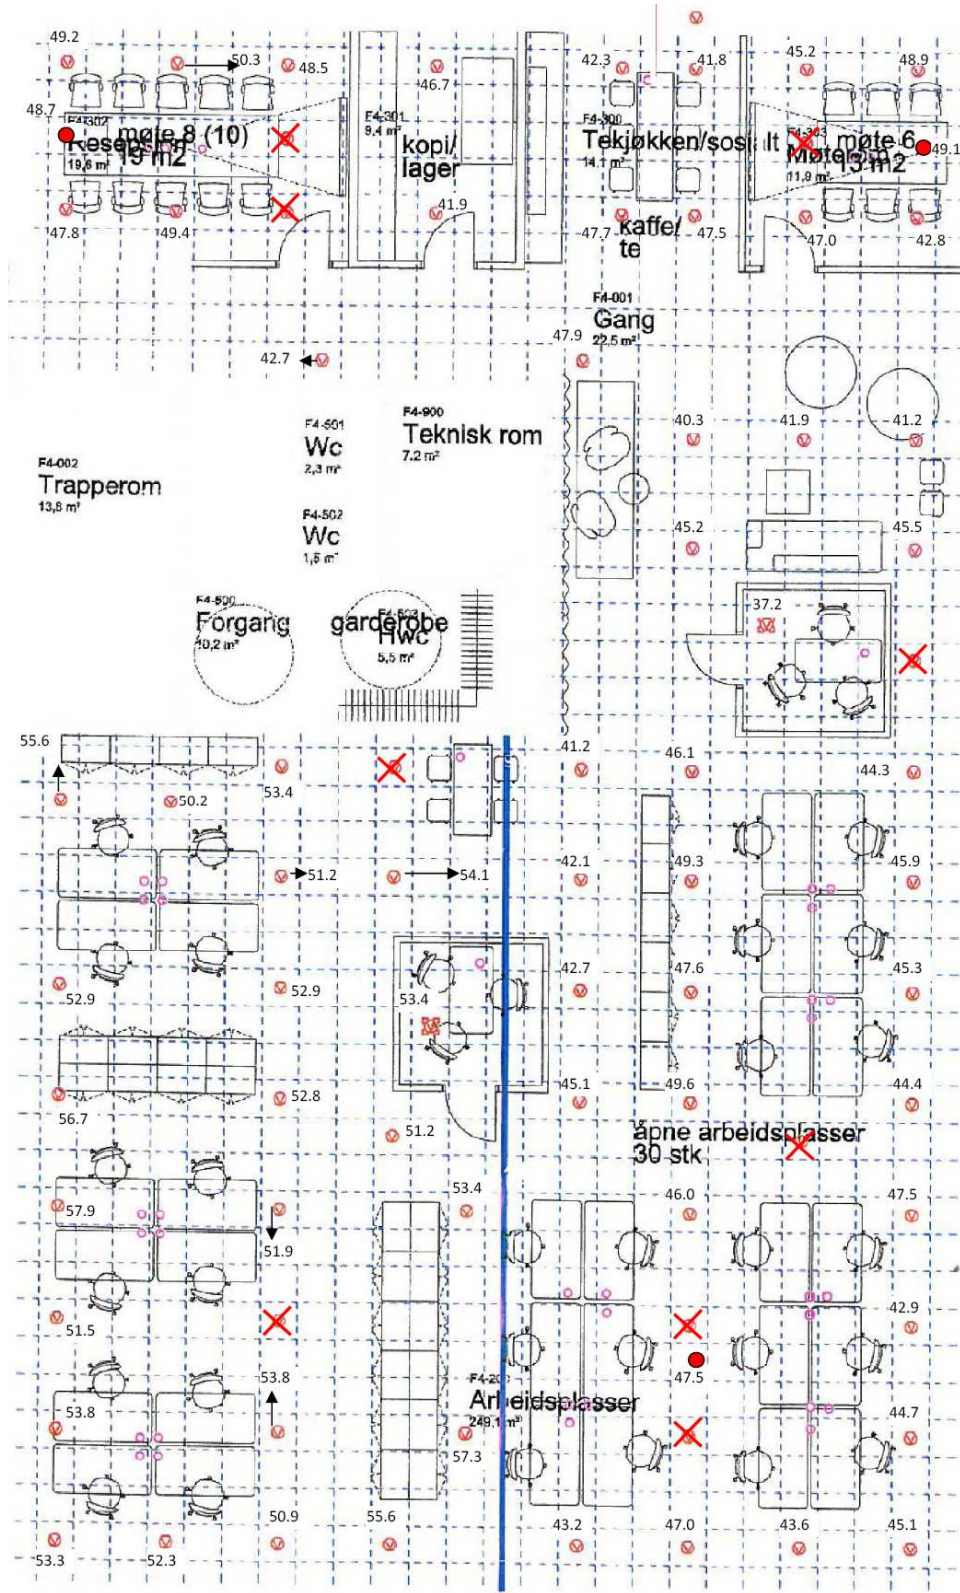 49.2
50.3
48.5
46.7
42.3
41.8
45.2
48.9
48.7
F4-302
møte 8 (10)
Resepsjon
19 m2
19,6 m²
F4-301
9,4 m²
kopi/
lager
F4-300
Tekjøkken/sosialt
14,1 m²
F4-303
møte 6
Møterom
13 m2
11,9 m²
49.1
47.8
49.4
41.9
47.7
kaffe/
te
47.5
47.0
42.8
F4-001
Gang
22,5 m²
42.7
47.9
F4-501
Wc
2,3 m²
F4-900
Teknisk rom
7.2 m²
40.3
41.9
41.2
F4-002
Trapperom
13,8 m²
F4-502
Wc
1,5 m²
45.2
45.5
F4-500
Forgang
10,2 m²
garderobe
F4-503
HWC
5,5 m²
37.2
55.6
53.4
50.2
41.2
46.1
44.3
51.2
54.1
42.1
49.3
45.9
52.9
52.9
53.4
42.7
47.6
45.3
56.7
52.8
51.2
45.1
49.6
44.4
åpne arbeidsplasser
30 stk
57.9
51.9
53.4
46.0
47.5
51.5
42.9
53.8
53.8
F4-200
Arbeidsplasser
249,1 m²
47.5
44.7
57.3
50.9
55.6
43.2
47.0
43.6
45.1
53.3
52.3